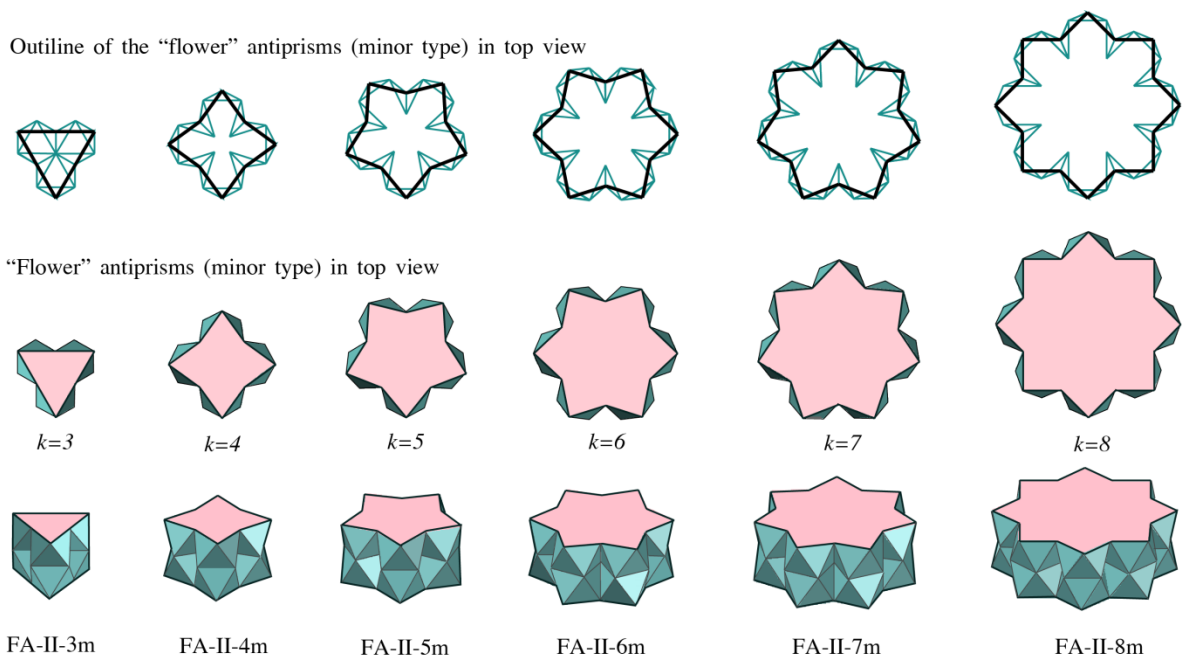 Outiline of the “flower” antiprisms (minor type) in top view
“Flower” antiprisms (minor type) in top view
k=3 k=4 k=5 k=6 k=7 k=8
FA-II-3m FA-II-4m FA-II-5m FA-II-6m FA-II-7m FA-II-8m